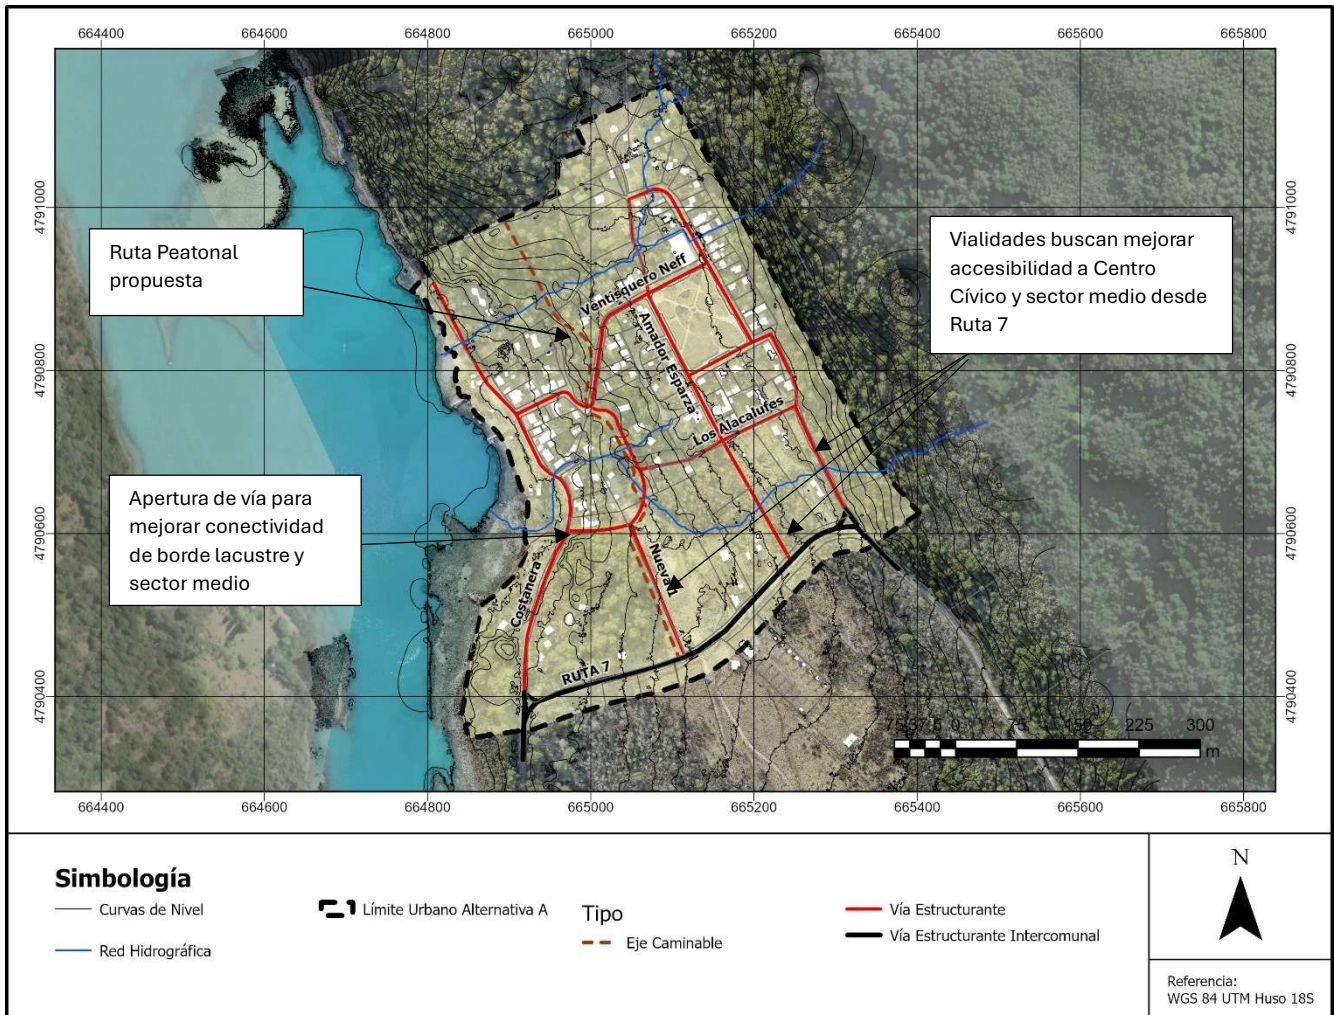 664400 664600 664800 665000 665200 665400 665600 665800
4791000
4790800
4790600
4790400
4791000
4790800
4790600
4790400
Ruta Peatonal
propuesta
Vialidades buscan mejorar
accesibilidad a Centro
Cívico y sector medio desde
Ruta 7
Apertura de vía para
mejorar conectividad
de borde lacustre y
sector medio
Ventisquero Neff
Amador Esparza
Los Alacalufes
Nueva 1
Costanera
RUTA 7
75 37.5 0 75 150 225 300
m
664400 664600 664800 665000 665200 665400 665600 665800
Simbología
Curvas de Nivel
Red Hidrográfica
Límite Urbano Alternativa A
Tipo
Eje Caminable
Vía Estructurante
Vía Estructurante Intercomunal
N
Referencia:
WGS 84 UTM Huso 18S